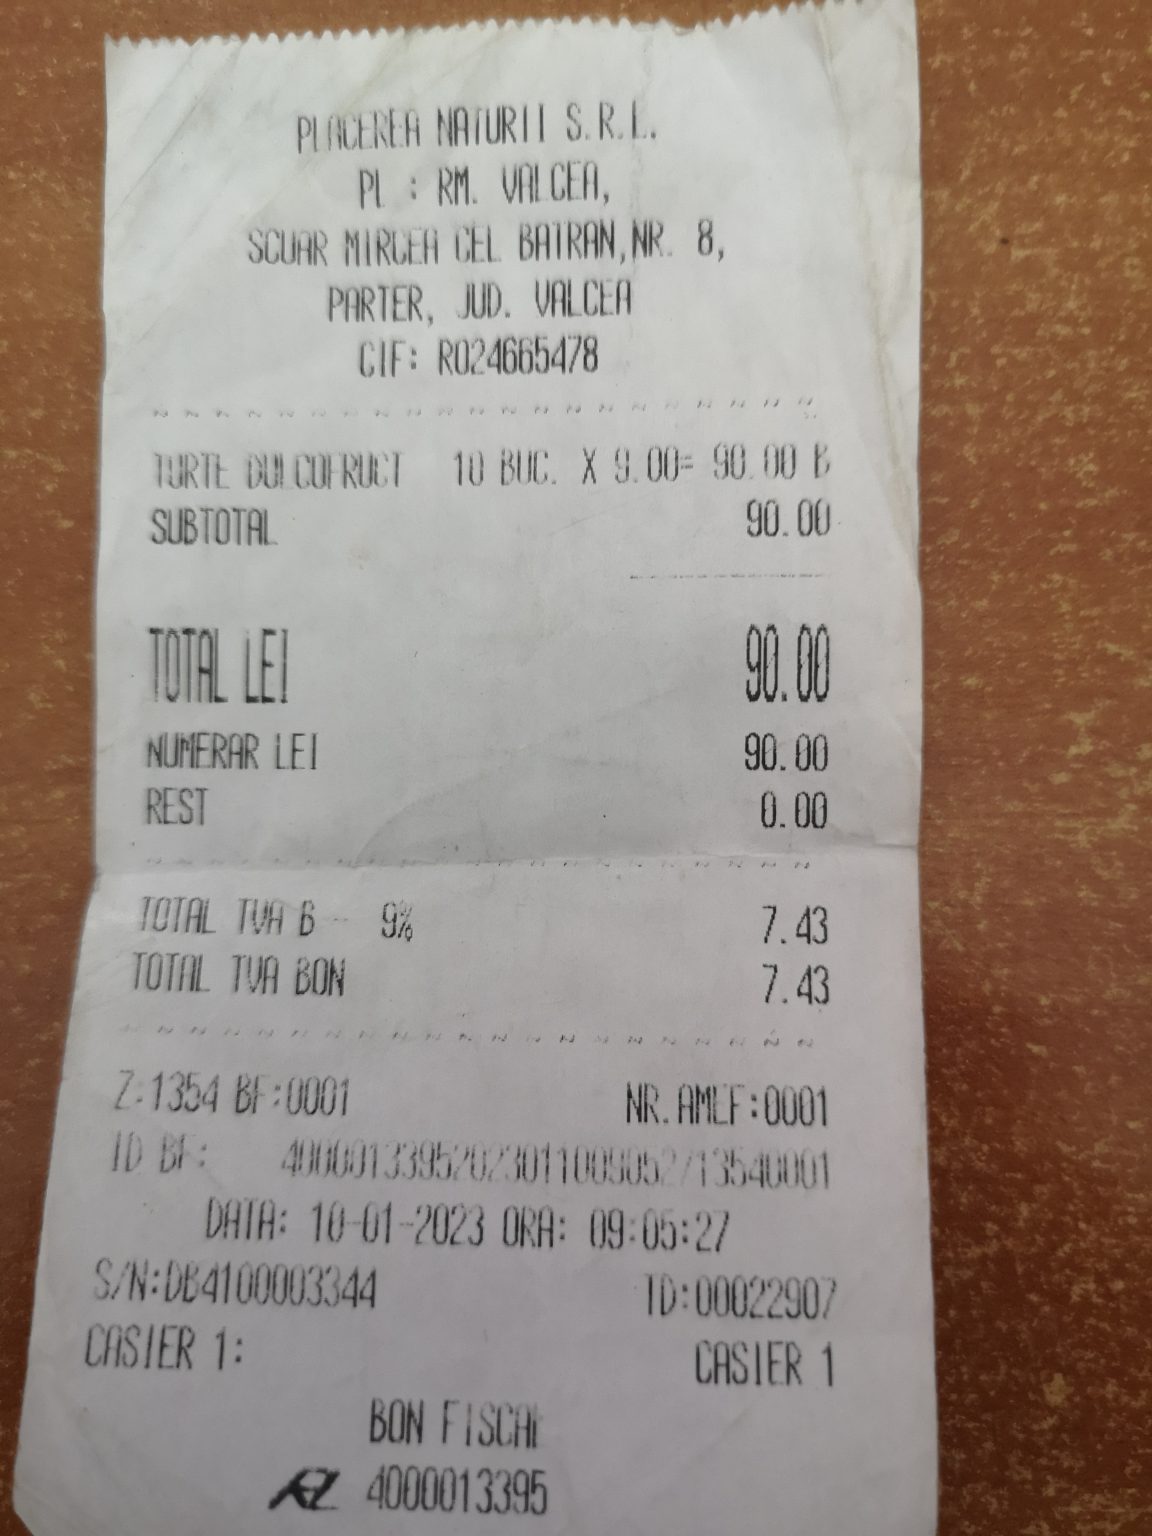 PLACEREA NATURII S.R.L.
PL : RM. VALCEA,
SCUAR MIRCEA CEL BATRAN,NR. 8,
PARTER, JUD. VALCEA
CIF: RO24665478
TURTE DULCOFRUCT 10 BUC. X 9.00= 90.00 B
SUBTOTAL 90.00
TOTAL LEI 90.00
NUMERAR LEI 90.00
REST 0.00
TOTAL TVA B - 9% 7.43
TOTAL TVA BON 7.43
Z:1354 BF:0001 NR.AMEF:0001
ID BF: 40000133952023011009052713540001
DATA: 10-01-2023 ORA: 09:05:27
S/N:DB4100003344 ID:00022907
CASIER 1: CASIER 1
BON FISCAL
4000013395